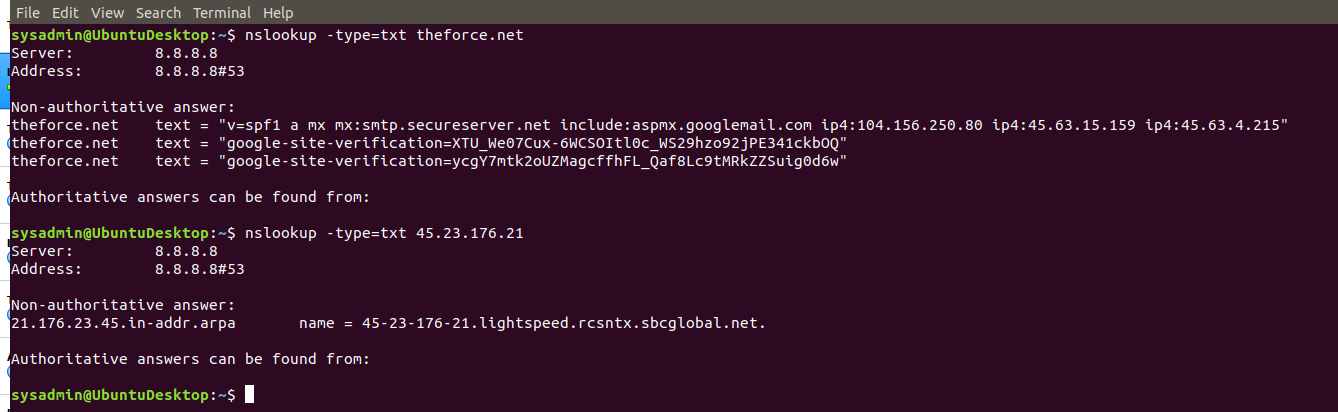 File Edit View Search Terminal Help
sysadmin@UbuntuDesktop:~$ nslookup -type=txt theforce.net
Server: 8.8.8.8
Address: 8.8.8.8#53
Non-authoritative answer:
theforce.net text = "v=spf1 a mx mx:smtp.secureserver.net include:aspmx.googlemail.com ip4:104.156.250.80 ip4:45.63.15.159 ip4:45.63.4.215"
theforce.net text = "google-site-verification=XTU_We07Cux-6WCSOItl0c_WS29hzo92jPE341ckbOQ"
theforce.net text = "google-site-verification=ycgY7mtk2oUZMagcffhFL_Qaf8Lc9tMRkZZSuig0d6w"
Authoritative answers can be found from:
sysadmin@UbuntuDesktop:~$ nslookup -type=txt 45.23.176.21
Server: 8.8.8.8
Address: 8.8.8.8#53
Non-authoritative answer:
21.176.23.45.in-addr.arpa name = 45-23-176-21.lightspeed.rcsntx.sbcglobal.net.
Authoritative answers can be found from:
sysadmin@UbuntuDesktop:~$